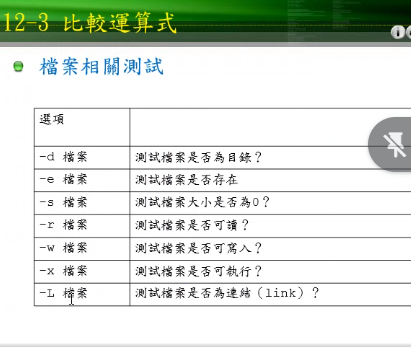 12-3 比較運算式
檔案相關測試
選項
-d 檔案 測試檔案是否為目錄？
-e 檔案 測試檔案是否存在
-s 檔案 測試檔案大小是否為0？
-r 檔案 測試檔案是否可讀？
-w 檔案 測試檔案是否可寫入？
-x 檔案 測試檔案是否可執行？
-L 檔案 測試檔案是否為連結（link）？